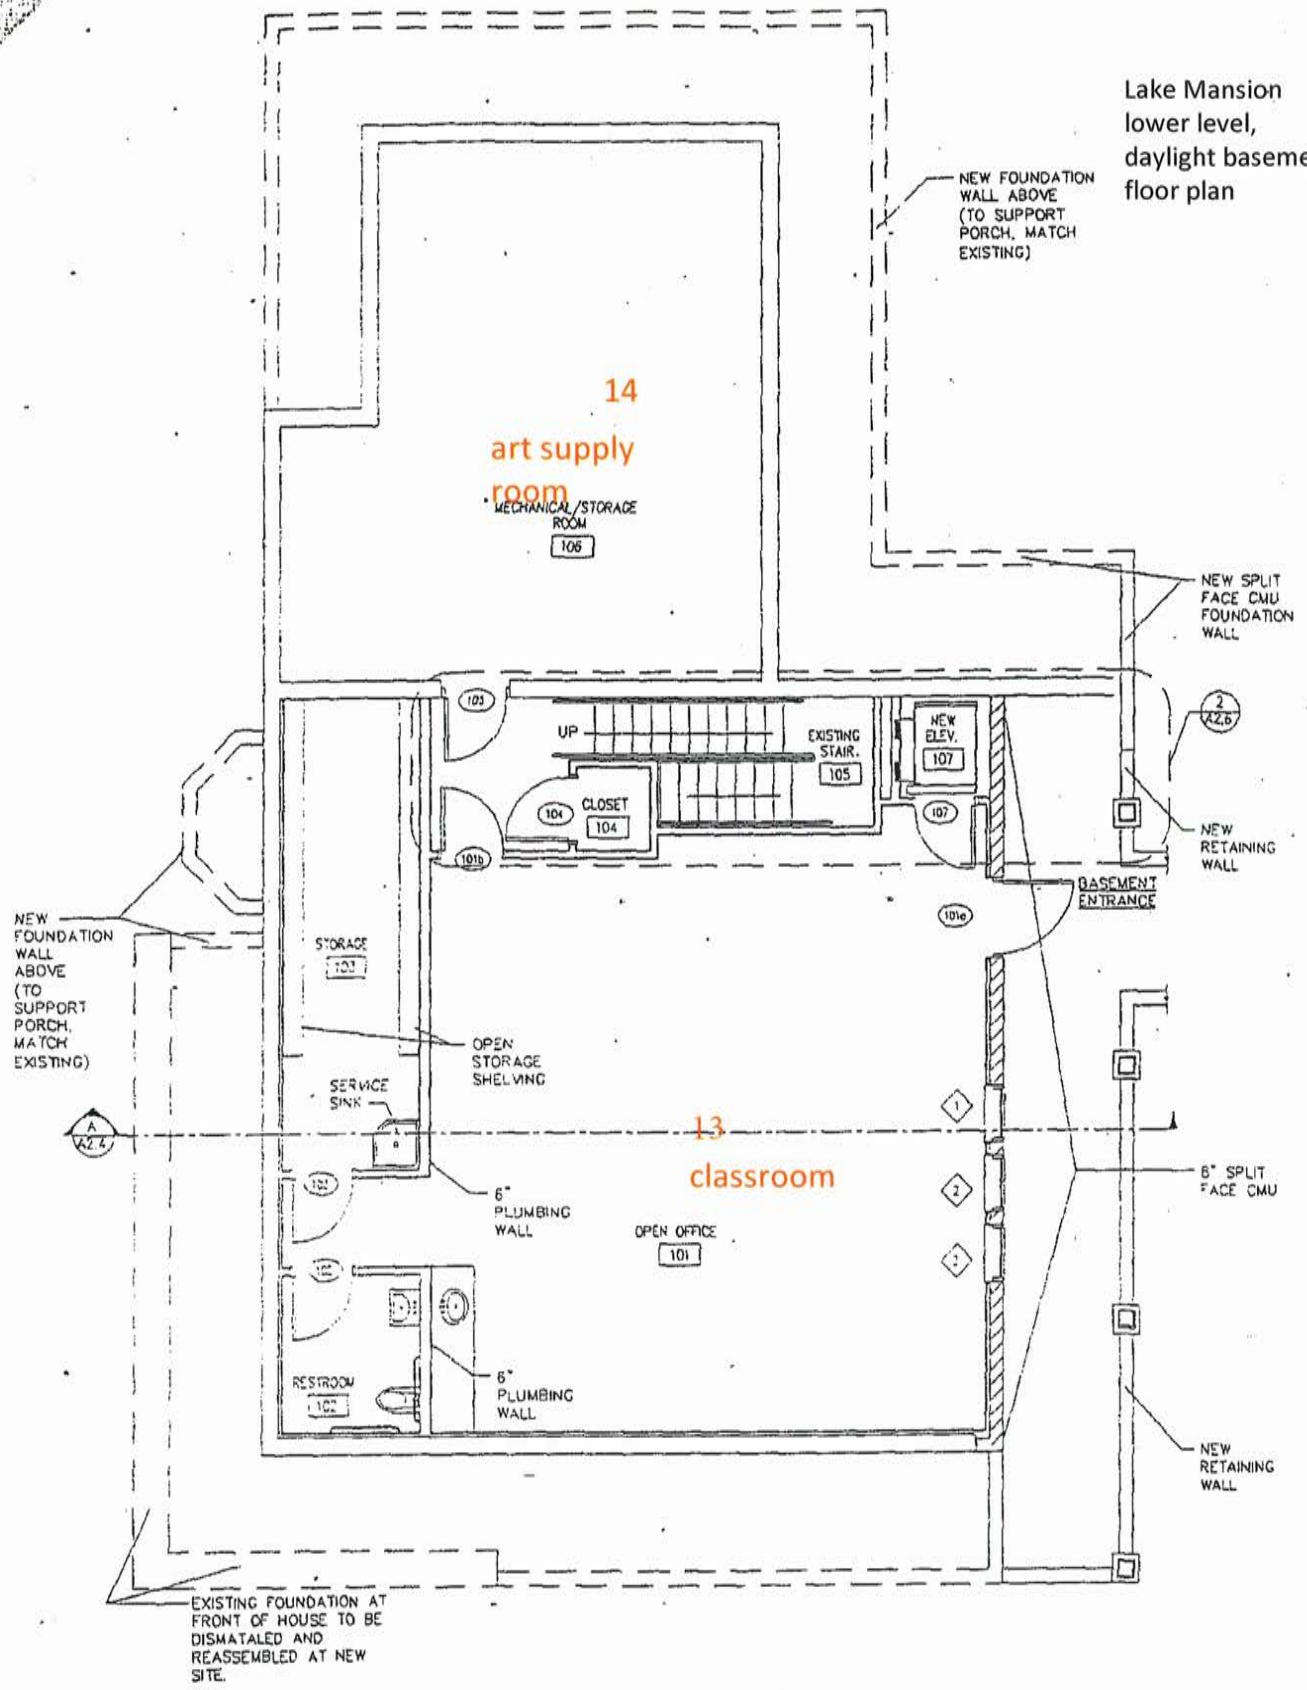 Lake Mansion
lower level,
daylight baseme
floor plan
NEW FOUNDATION
WALL ABOVE
(TO SUPPORT
PORCH, MATCH
EXISTING)
14
art supply
room
MECHANICAL/STORAGE
ROOM
106
NEW SPLIT
FACE CMU
FOUNDATION
WALL
2
A2.6
UP
EXISTING
STAIR.
105
NEW
ELEV.
107
107
104
CLOSET
104
101b
NEW
RETAINING
WALL
BASEMENT
ENTRANCE
NEW
FOUNDATION
WALL
ABOVE
(TO
SUPPORT
PORCH,
MATCH
EXISTING)
STORAGE
103
OPEN
STORAGE
SHELVING
SERVICE
SINK
1
A
A2.4
13
classroom
6"
PLUMBING
WALL
2
OPEN OFFICE
101
6" SPLIT
FACE CMU
RESTROOM
102
6"
PLUMBING
WALL
NEW
RETAINING
WALL
EXISTING FOUNDATION AT
FRONT OF HOUSE TO BE
DISMATALED AND
REASSEMBLED AT NEW
SITE.